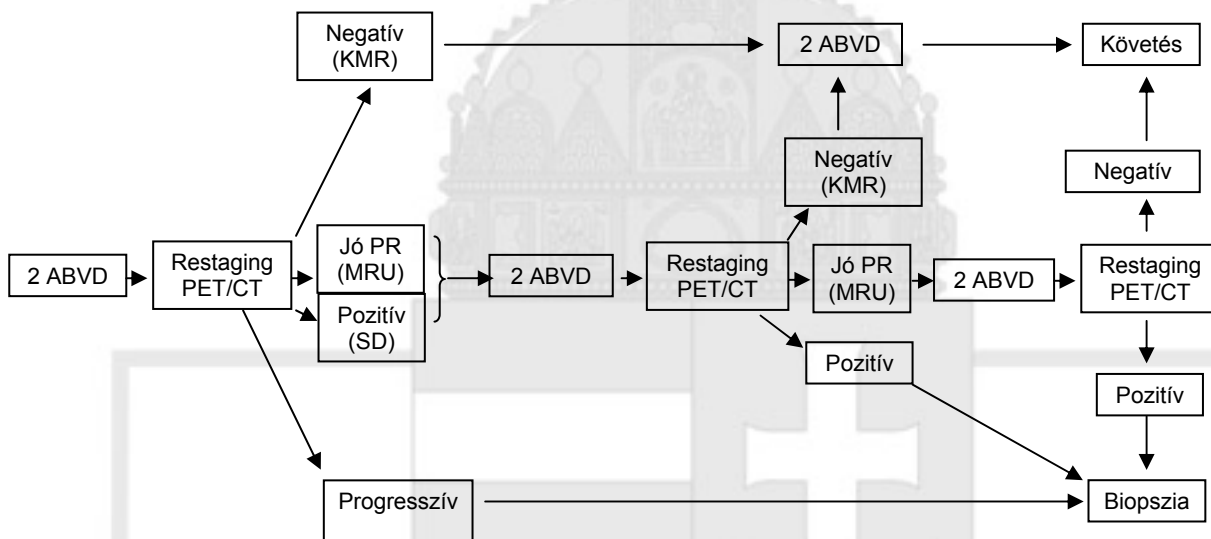 Negatív
(KMR)
2 ABVD
Követés
Negatív
(KMR)
Negatív
2 ABVD
Restaging
PET/CT
Jó PR
(MRU)
Pozitív
(SD)
2 ABVD
Restaging
PET/CT
Jó PR
(MRU)
2 ABVD
Restaging
PET/CT
Pozitív
Pozitív
Progresszív
Biopszia